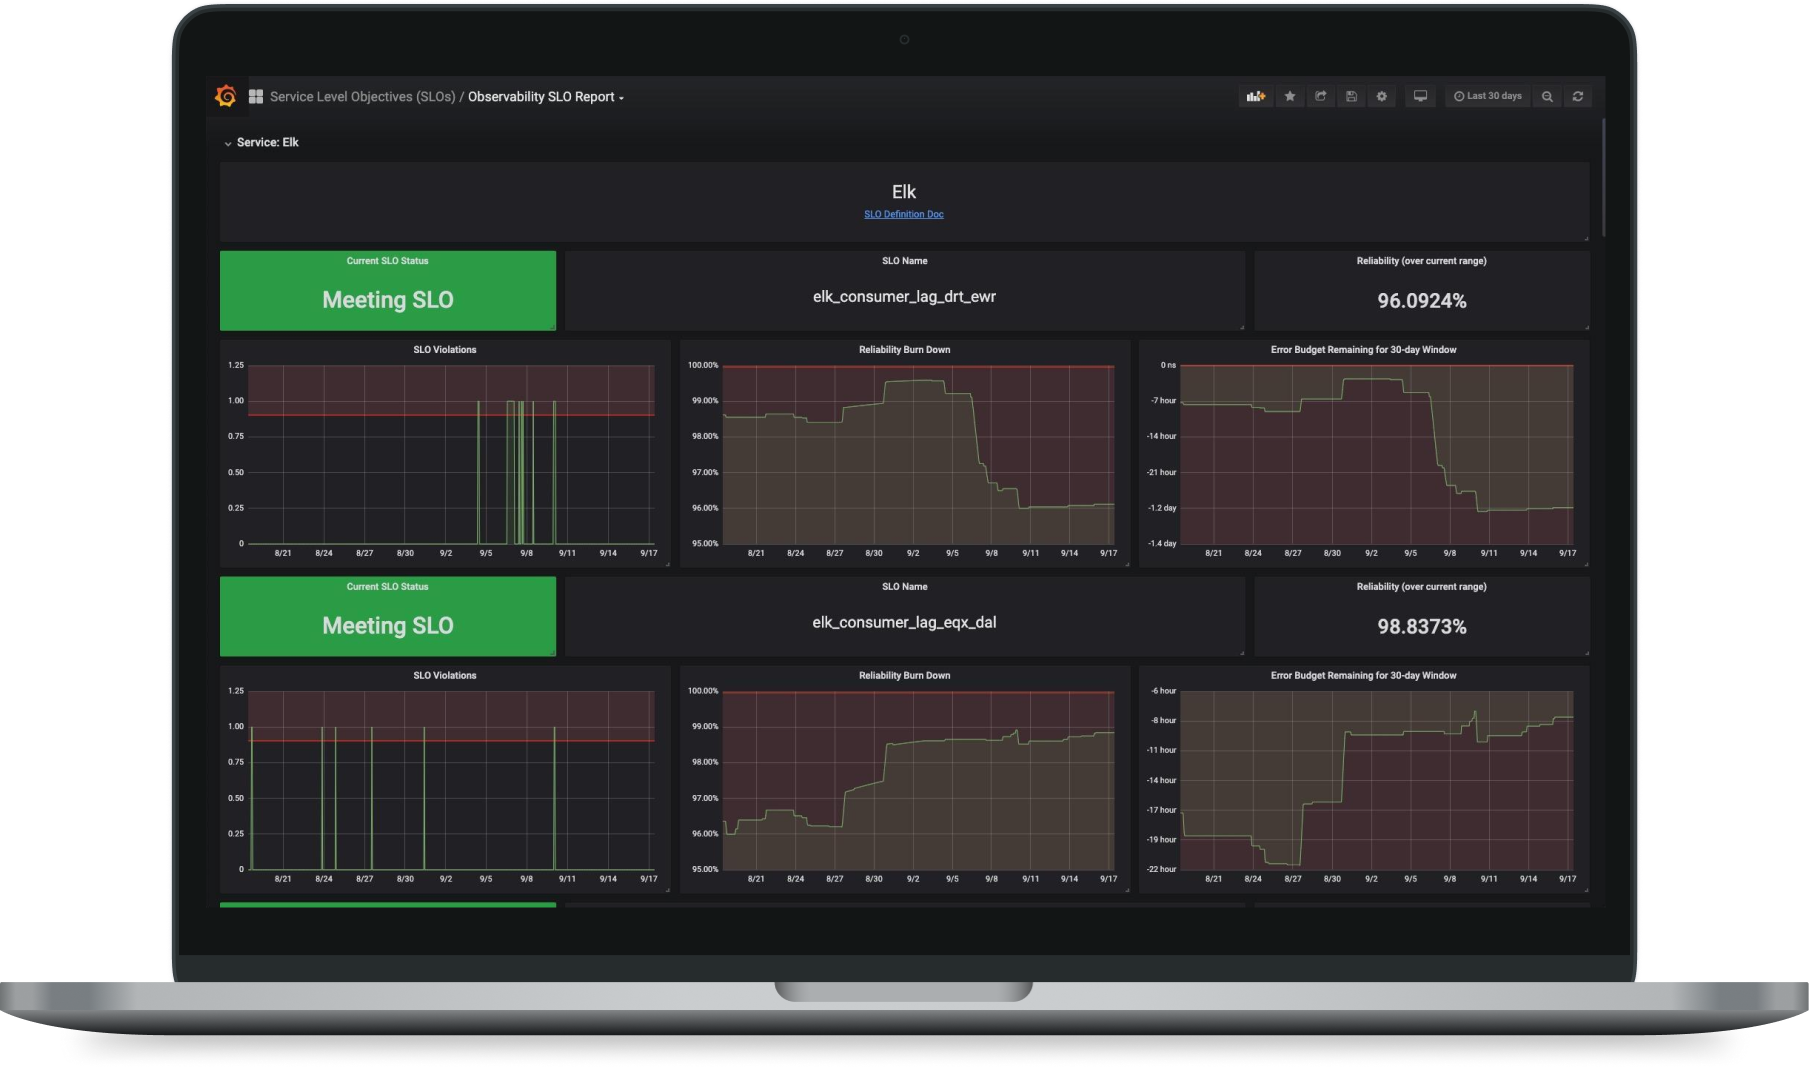 Service Level Objectives (SLOs) / Observability SLO Report
Last 30 days
Service: Elk
Elk
SLO Definition Doc
Current SLO Status
Meeting SLO
SLO Name
elk_consumer_lag_drt_ewr
Reliability (over current range)
96.0924%
SLO Violations
1.25
1.00
0.75
0.50
0.25
0
8/21 8/24 8/27 8/30 9/2 9/5 9/8 9/11 9/14 9/17
Reliability Burn Down
100.00%
99.00%
98.00%
97.00%
96.00%
95.00%
8/21 8/24 8/27 8/30 9/2 9/5 9/8 9/11 9/14 9/17
Error Budget Remaining for 30-day Window
0 ns
-7 hour
-14 hour
-21 hour
-1.2 day
-1.4 day
8/21 8/24 8/27 8/30 9/2 9/5 9/8 9/11 9/14 9/17
Current SLO Status
Meeting SLO
SLO Name
elk_consumer_lag_eqx_dal
Reliability (over current range)
98.8373%
SLO Violations
1.25
1.00
0.75
0.50
0.25
0
8/21 8/24 8/27 8/30 9/2 9/5 9/8 9/11 9/14 9/17
Reliability Burn Down
100.00%
99.00%
98.00%
97.00%
96.00%
95.00%
8/21 8/24 8/27 8/30 9/2 9/5 9/8 9/11 9/14 9/17
Error Budget Remaining for 30-day Window
-6 hour
-8 hour
-11 hour
-14 hour
-17 hour
-19 hour
-22 hour
8/21 8/24 8/27 8/30 9/2 9/5 9/8 9/11 9/14 9/17